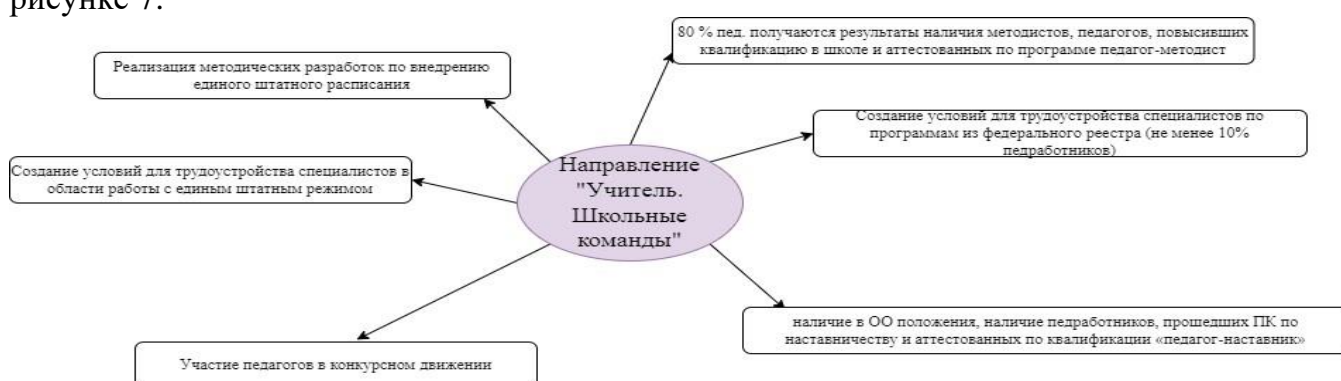 рисунке 7.
80 % пед. получаются результаты наличия методистов, педагогов, повысивших
квалификацию в школе и аттестованных по программе педагог-методист
Реализация методических разработок по внедрению
единого штатного расписания
Создание условий для трудоустройства специалистов по
программам из федерального реестра (не менее 10%
педработников)
Создание условий для трудоустройства специалистов в
области работы с единым штатным режимом
Направление
"Учитель.
Школьные
команды"
наличие в ОО положения, наличие педработников, прошедших ПК по
наставничеству и аттестованных по квалификации «педагог-наставник»
Участие педагогов в конкурсном движении